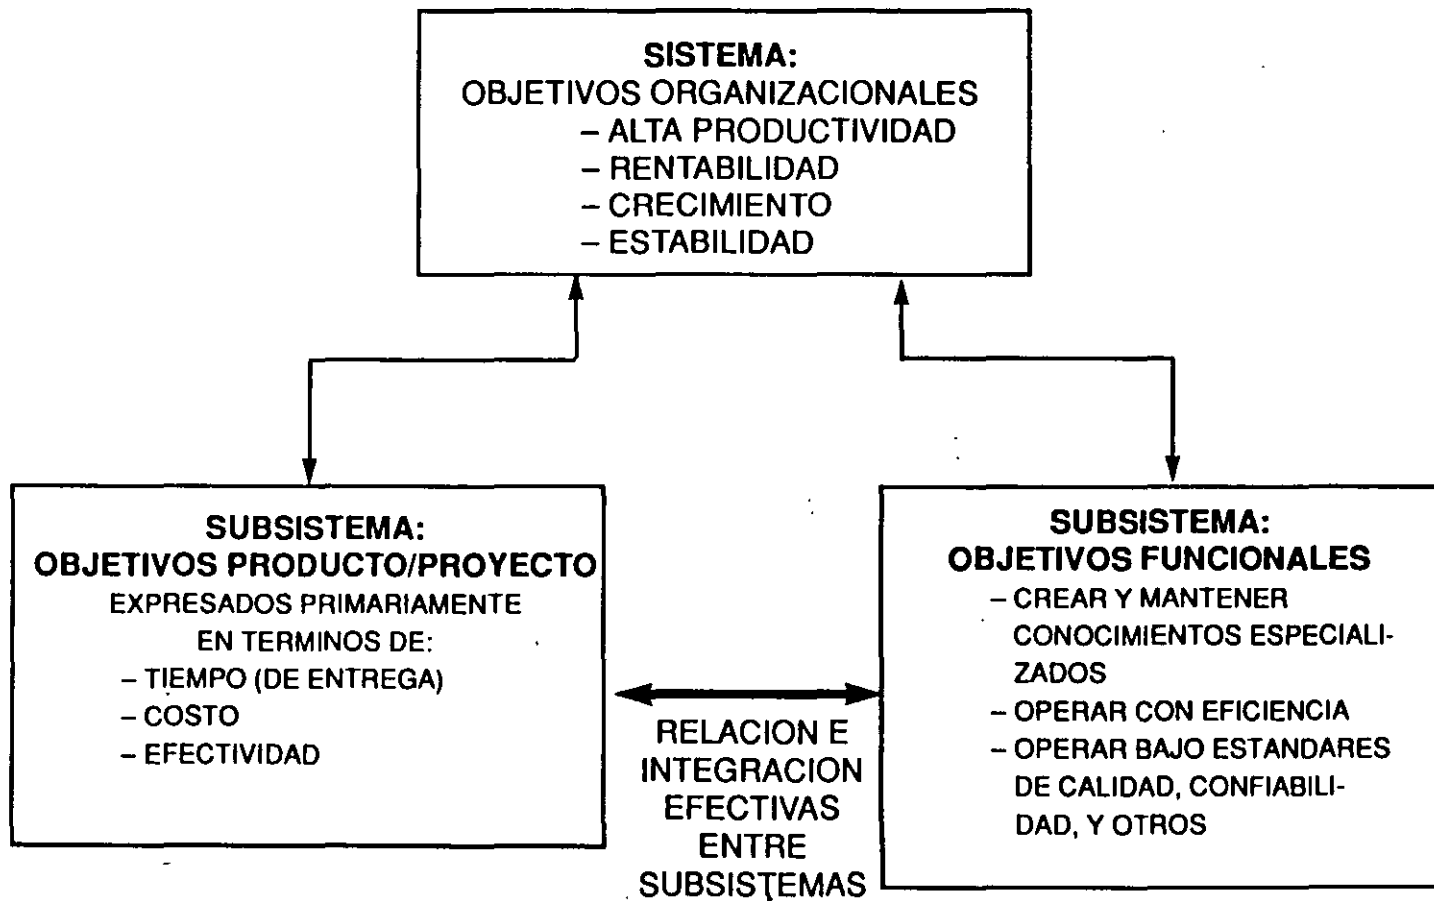 SISTEMA:
OBJETIVOS ORGANIZACIONALES
– ALTA PRODUCTIVIDAD
– RENTABILIDAD
– CRECIMIENTO
– ESTABILIDAD
SUBSISTEMA:
OBJETIVOS PRODUCTO/PROYECTO
EXPRESADOS PRIMARIAMENTE
EN TERMINOS DE:
– TIEMPO (DE ENTREGA)
– COSTO
– EFECTIVIDAD
RELACION E
INTEGRACION
EFECTIVAS
ENTRE
SUBSISTEMAS
SUBSISTEMA:
OBJETIVOS FUNCIONALES
– CREAR Y MANTENER
CONOCIMIENTOS ESPECIALI-
ZADOS
– OPERAR CON EFICIENCIA
– OPERAR BAJO ESTANDARES
DE CALIDAD, CONFIABILI-
DAD, Y OTROS